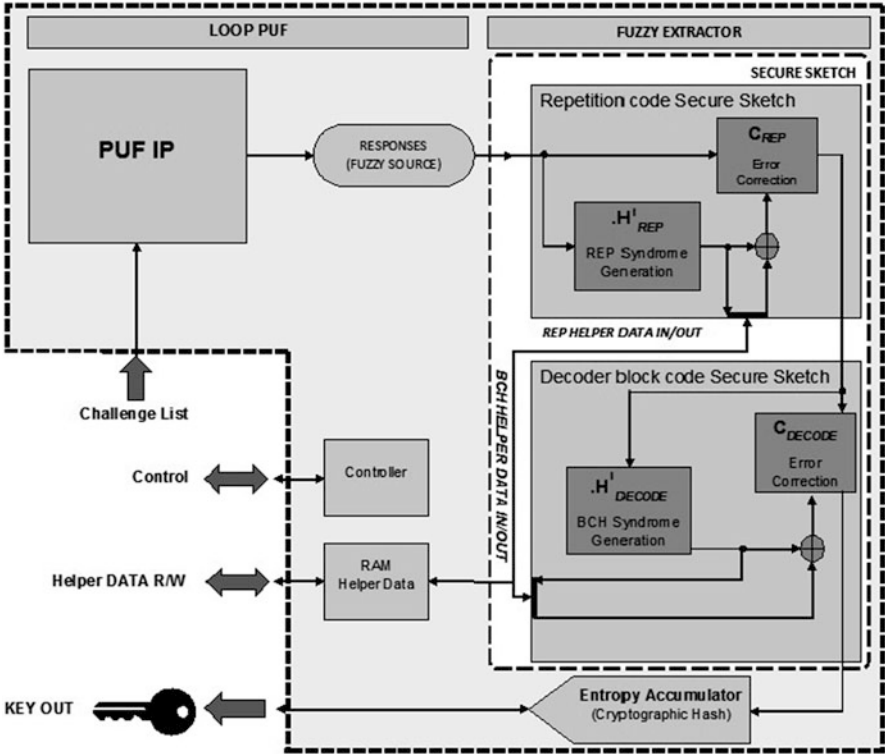 LOOP PUF
FUZZY EXTRACTOR
SECURE SKETCH
PUF IP
RESPONSES
(FUZZY SOURCE)
Repetition code Secure Sketch
C REP
Error
Correction
.H' REP
REP Syndrome
Generation
REP HELPER DATA IN/OUT
BCH HELPER DATA IN/OUT
Decoder block code Secure Sketch
C DECODE
Error
Correction
.H' DECODE
BCH Syndrome
Generation
Challenge List
Control
Controller
Helper DATA R/W
RAM
Helper Data
KEY OUT
Entropy Accumulator
(Cryptographic Hash)